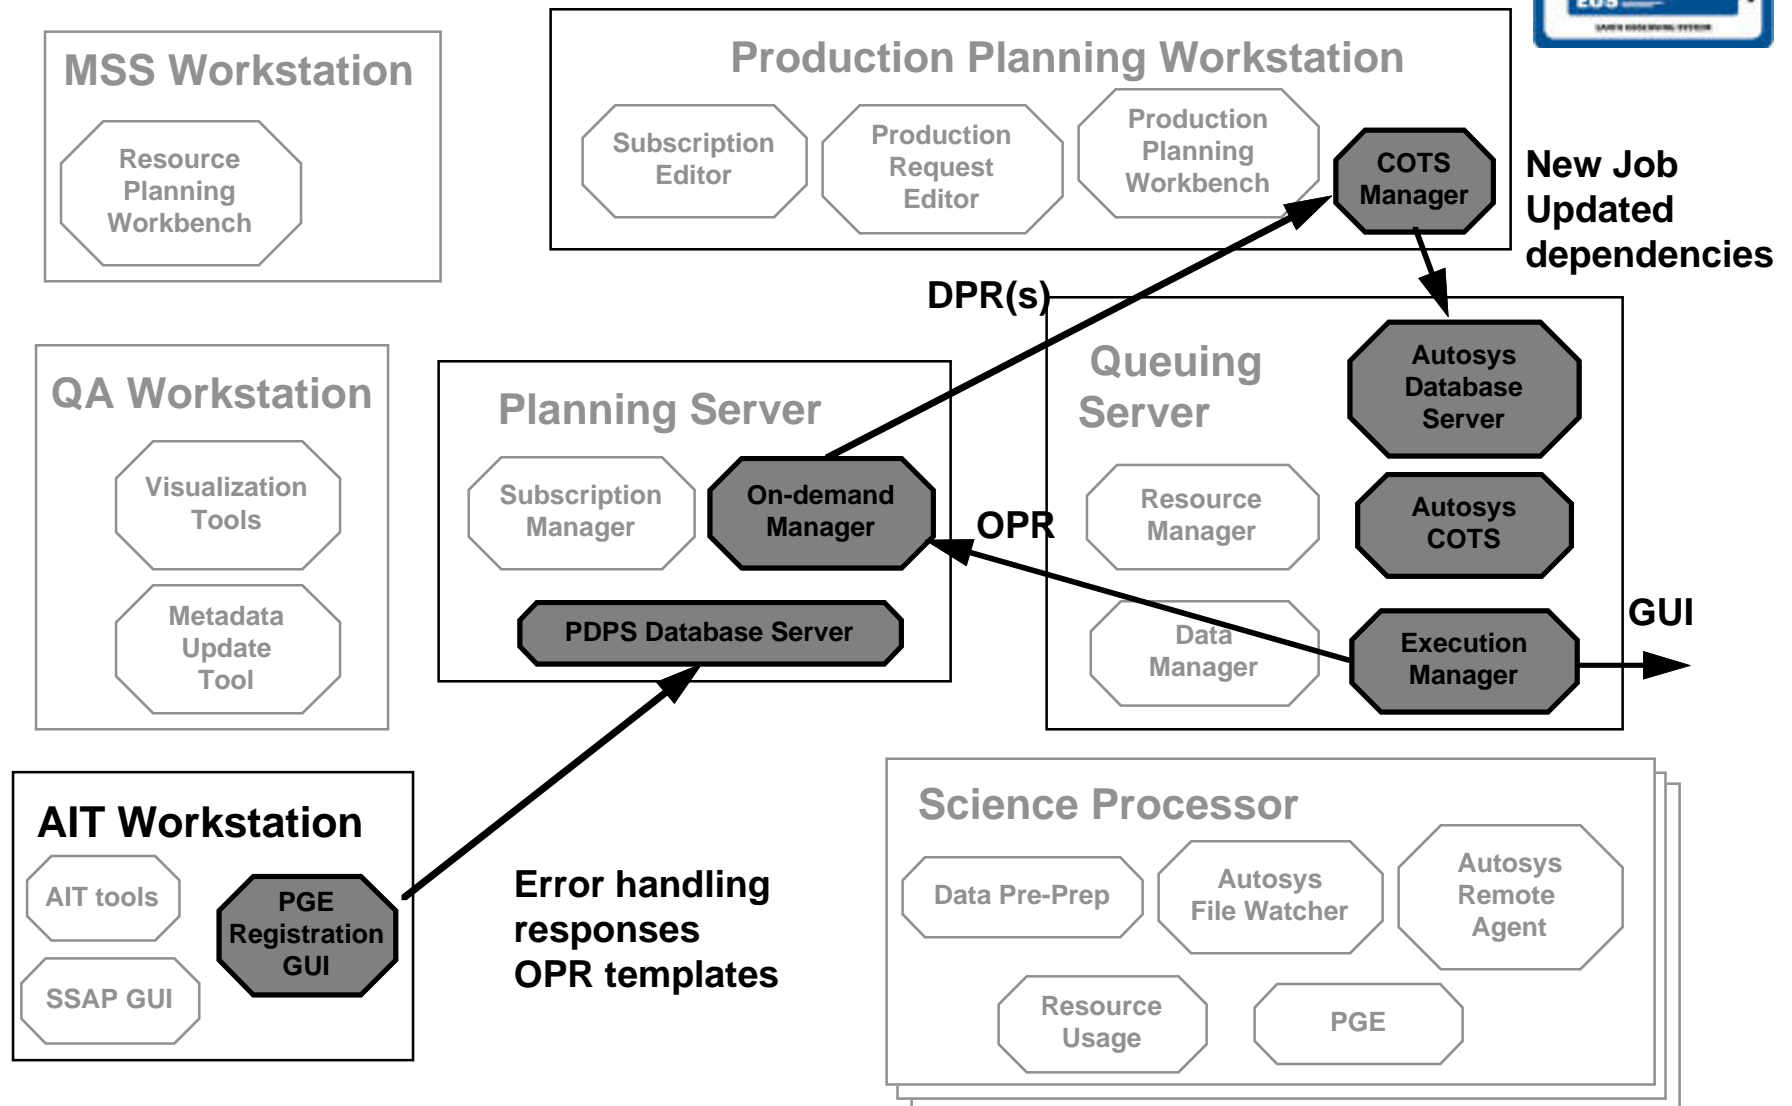 EOS
EARTH OBSERVING SYSTEM
MSS Workstation
Resource
Planning
Workbench
Production Planning Workstation
Subscription
Editor
Production
Request
Editor
Production
Planning
Workbench
COTS
Manager
New Job
Updated
dependencies
DPR(s)
QA Workstation
Visualization
Tools
Metadata
Update
Tool
Planning Server
Subscription
Manager
On-demand
Manager
PDPS Database Server
OPR
Queuing
Server
Autosys
Database
Server
Resource
Manager
Autosys
COTS
Data
Manager
Execution
Manager
GUI
AIT Workstation
AIT tools
PGE
Registration
GUI
SSAP GUI
Error handling
responses
OPR templates
Science Processor
Data Pre-Prep
Autosys
File Watcher
Autosys
Remote
Agent
Resource
Usage
PGE